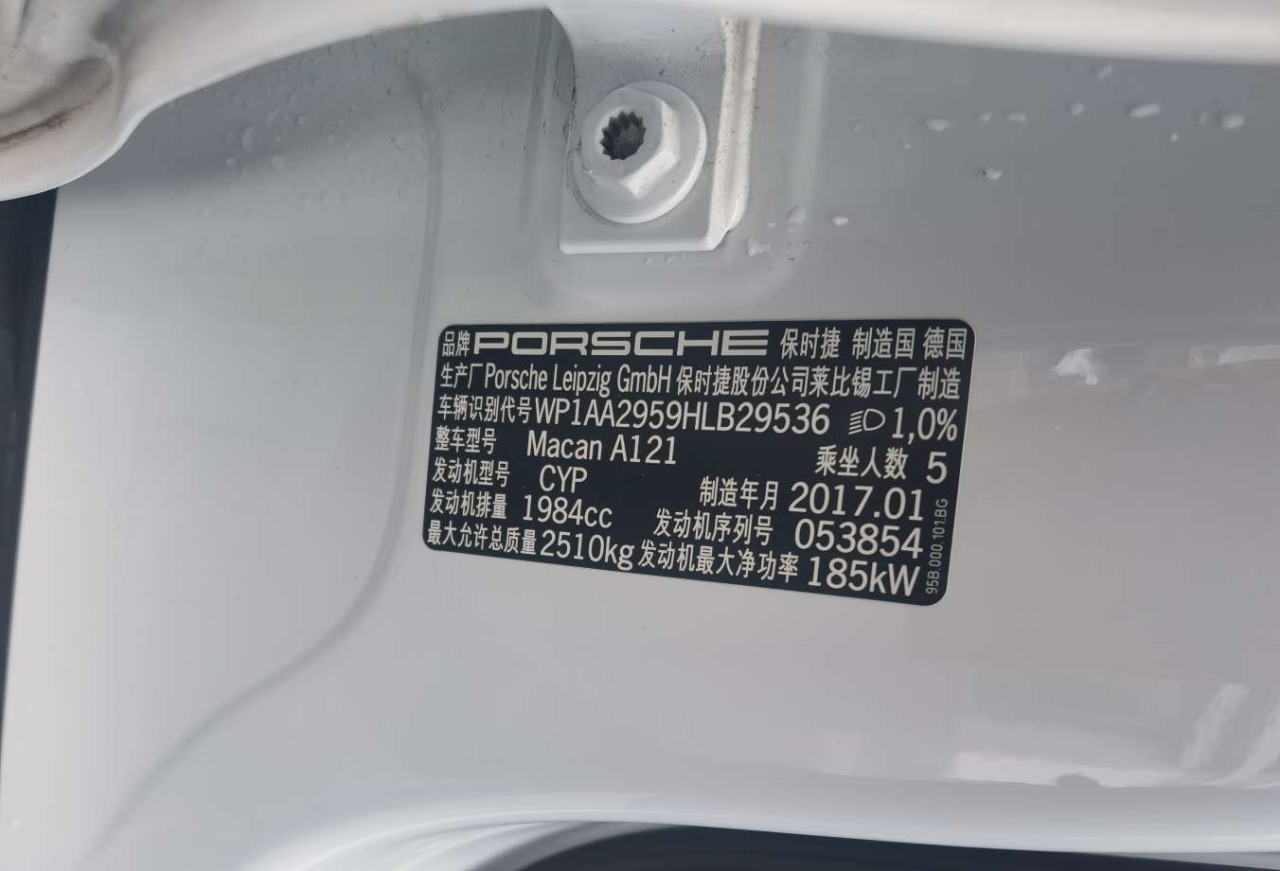 品牌 PORSCHE 保时捷 制造国 德国
生产厂 Porsche Leipzig GmbH 保时捷股份公司莱比锡工厂制造
车辆识别代号 WP1AA2959HLB29536 1,0%
整车型号 Macan A121 乘坐人数 5
发动机型号 CYP 制造年月 2017.01
发动机排量 1984cc 发动机序列号 053854
最大允许总质量 2510kg 发动机最大净功率 185kW
95B.000.101.BG